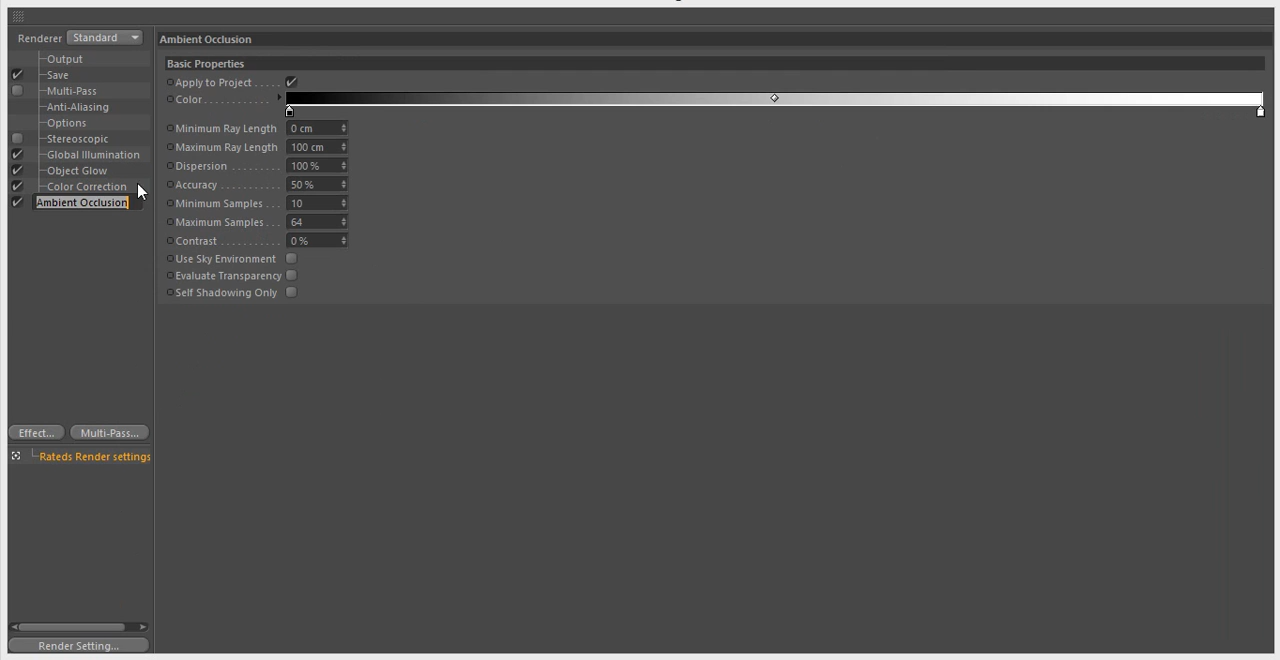 Renderer Standard
Output
Save
Multi-Pass
Anti-Aliasing
Options
Stereoscopic
Global Illumination
Object Glow
Color Correction
Ambient Occlusion
Effect... Multi-Pass...
Rateds Render settings
Render Setting...
Ambient Occlusion
Basic Properties
Apply to Project . . . . .
Color . . . . . . . . . . . .
Minimum Ray Length 0 cm
Maximum Ray Length 100 cm
Dispersion . . . . . . . . . 100 %
Accuracy . . . . . . . . . . . 50 %
Minimum Samples . . . 10
Maximum Samples . . . 64
Contrast . . . . . . . . . . . 0 %
Use Sky Environment
Evaluate Transparency
Self Shadowing Only